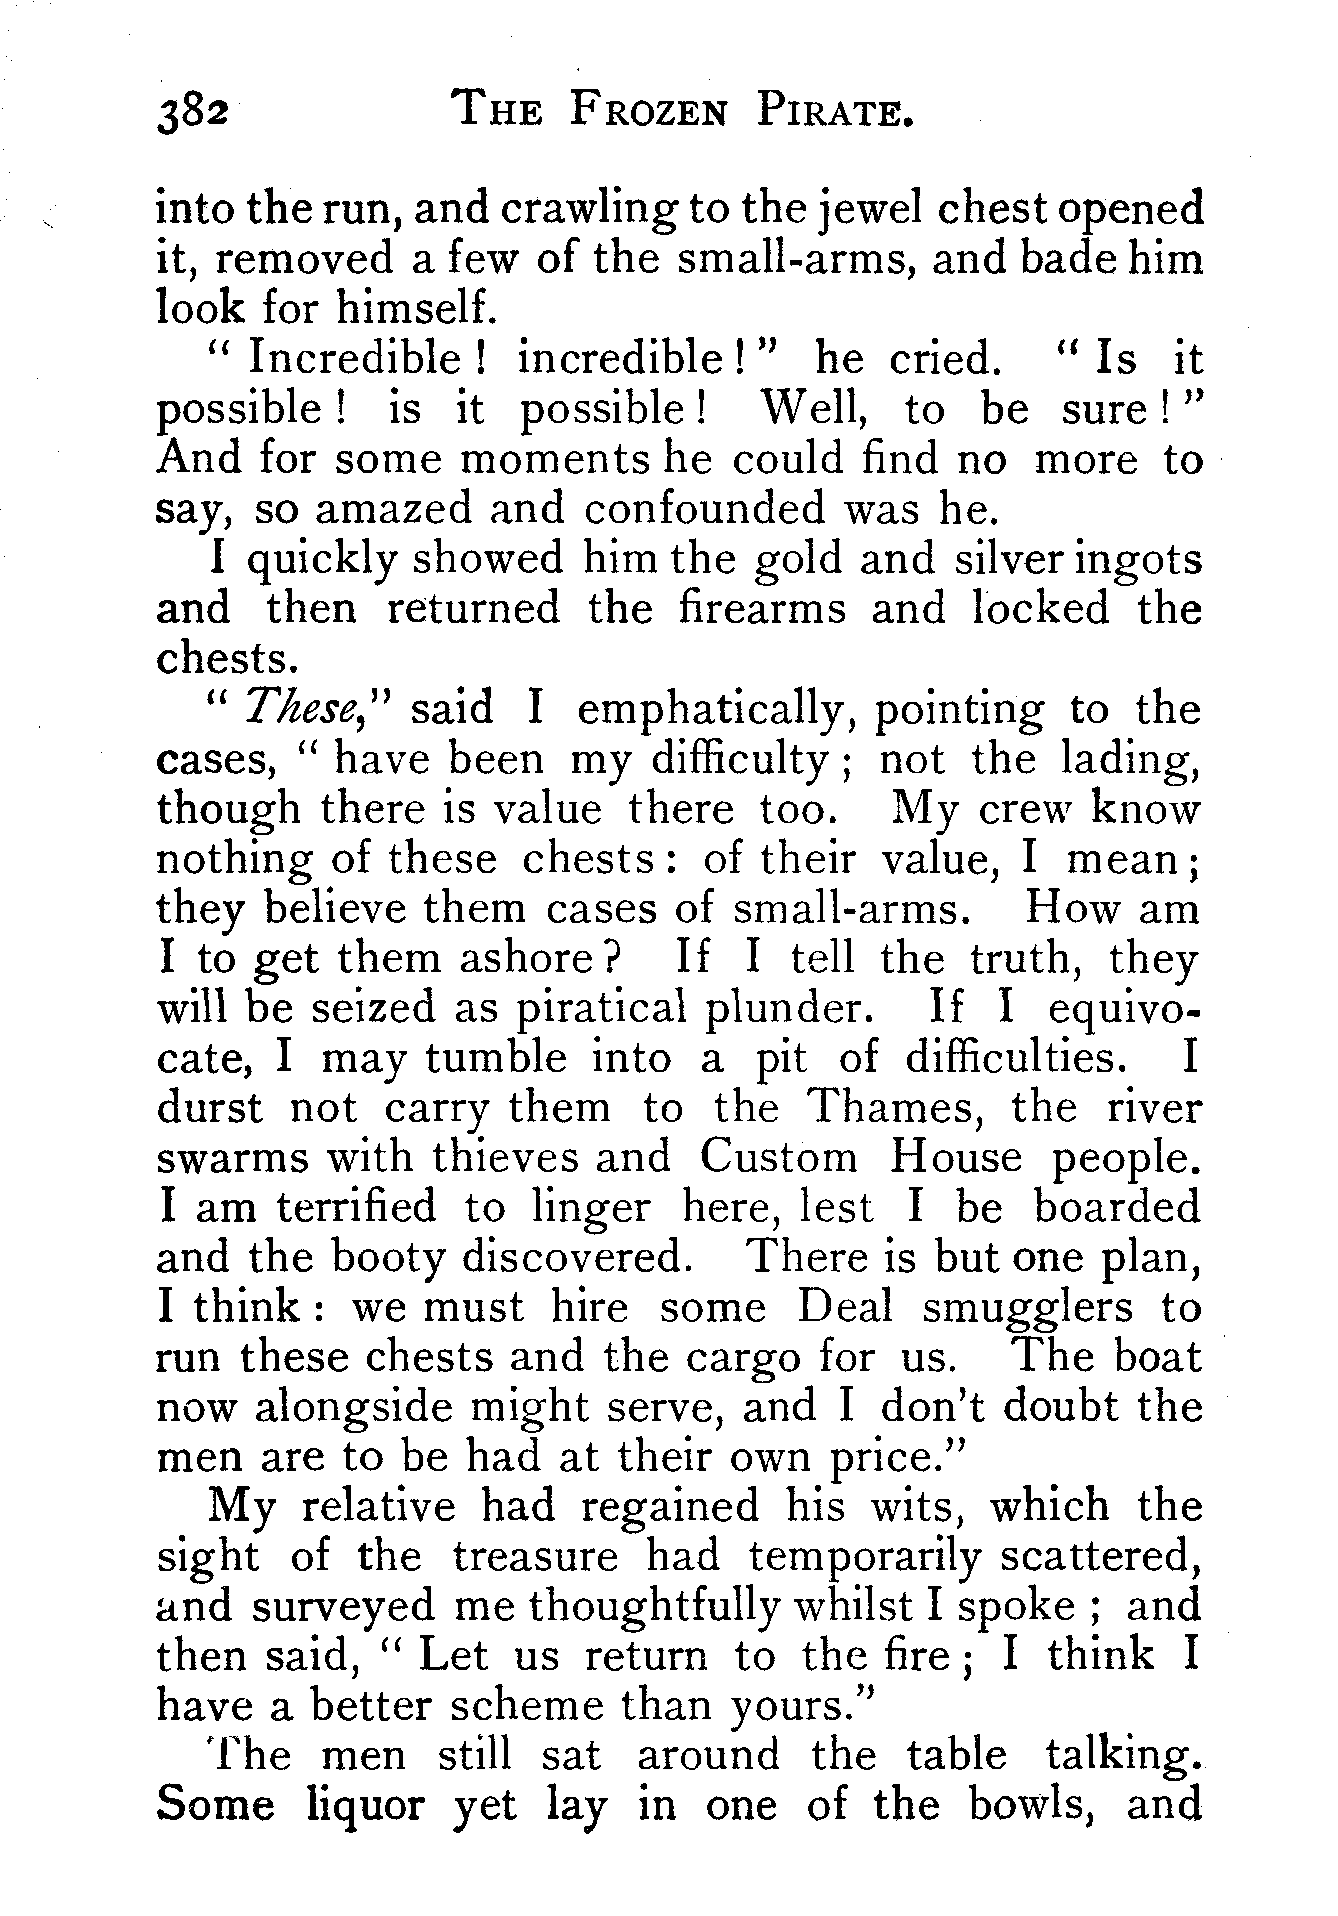 382 THE FROZEN PIRATE.
into the run, and crawling to the jewel chest opened
it, removed a few of the small-arms, and bade him
look for himself.
" Incredible ! incredible ! " he cried. " Is it
possible ! is it possible ! Well, to be sure ! "
And for some moments he could find no more to
say, so amazed and confounded was he.
I quickly showed him the gold and silver ingots
and then returned the firearms and locked the
chests.
" These," said I emphatically, pointing to the
cases, " have been my difficulty ; not the lading,
though there is value there too. My crew know
nothing of these chests : of their value, I mean ;
they believe them cases of small-arms. How am
I to get them ashore ? If I tell the truth, they
will be seized as piratical plunder. If I equivo-
cate, I may tumble into a pit of difficulties. I
durst not carry them to the Thames, the river
swarms with thieves and Custom House people.
I am terrified to linger here, lest I be boarded
and the booty discovered. There is but one plan,
I think : we must hire some Deal smugglers to
run these chests and the cargo for us. The boat
now alongside might serve, and I don't doubt the
men are to be had at their own price."
My relative had regained his wits, which the
sight of the treasure had temporarily scattered,
and surveyed me thoughtfully whilst I spoke ; and
then said, " Let us return to the fire ; I think I
have a better scheme than yours."
The men still sat around the table talking.
Some liquor yet lay in one of the bowls, and